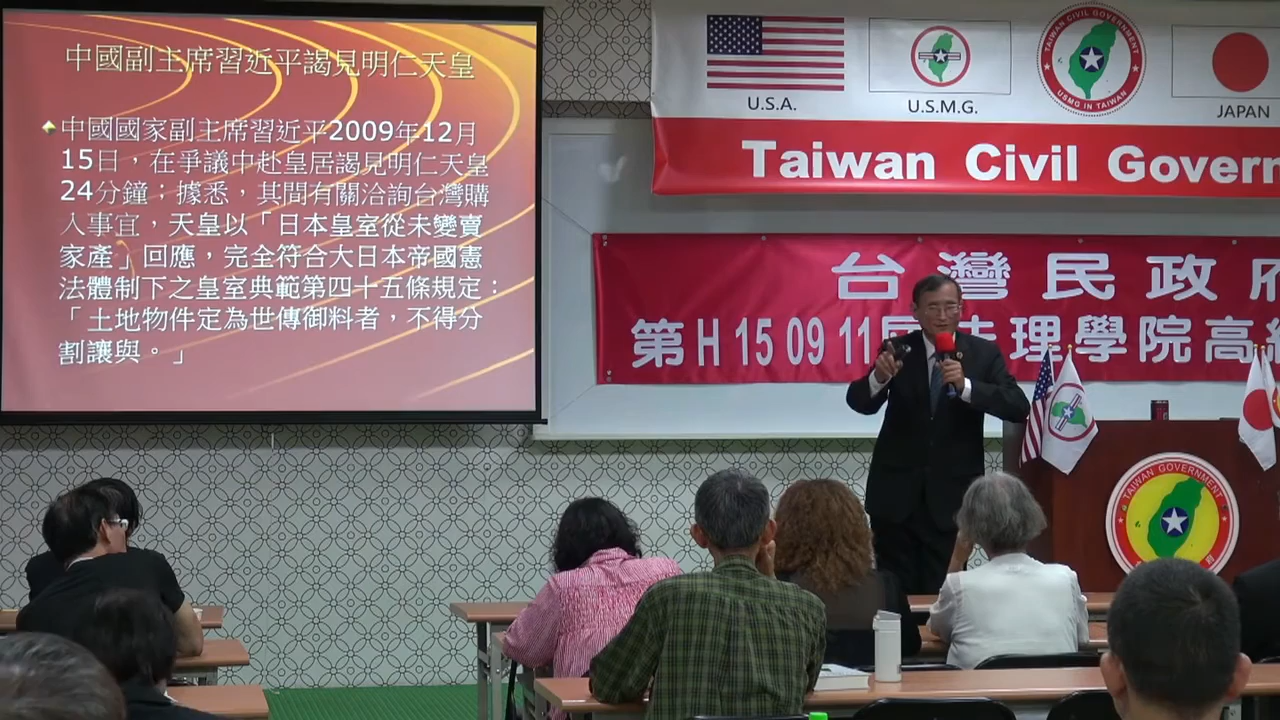 中國副主席習近平謁見明仁天皇
中國國家副主席習近平2009年12月
15日，在爭議中赴皇居謁見明仁天皇
24分鐘；據悉，其間有關洽詢台灣購
入事宜，天皇以「日本皇室從未變賣
家產」回應，完全符合大日本帝國憲
法體制下之皇室典範第四十五條規定：
「土地物件定為世傳御料者，不得分
割讓與。」
U.S.A.
U.S.M.G.
TAIWAN CIVIL GOVERNMENT
USMG IN TAIWAN
JAPAN
Taiwan Civil Govern
台灣民政府
第H 15 09 11 理學院高
TAIWAN GOVERNMENT